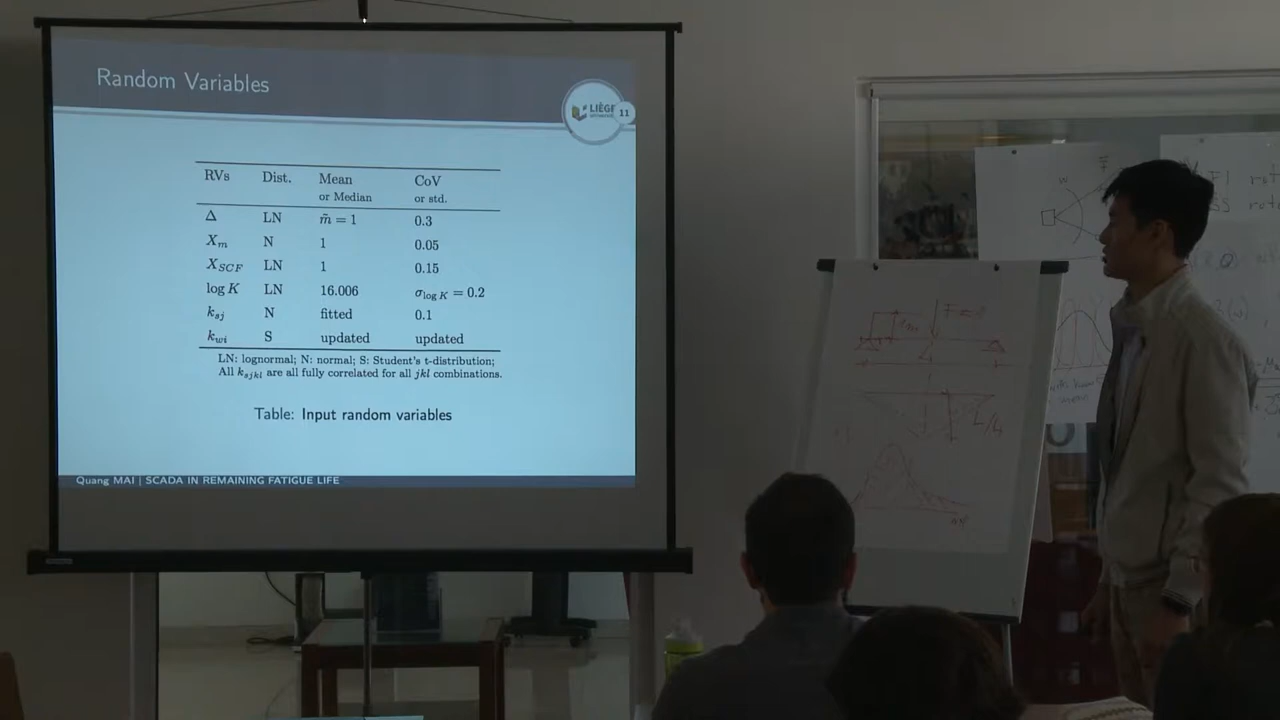 Random Variables
LIÈGE
11
RVs Dist. Mean or Median CoV or std.
Δ LN m̃ = 1 0.3
X_m N 1 0.05
X_SCF LN 1 0.15
log K LN 16.006 σ_log K = 0.2
k_sj N fitted 0.1
k_wi S updated updated
LN: lognormal; N: normal; S: Student's t-distribution;
All k_sjkl are all fully correlated for all jkl combinations.
Table: Input random variables
Quang MAI | SCADA IN REMAINING FATIGUE LIFE